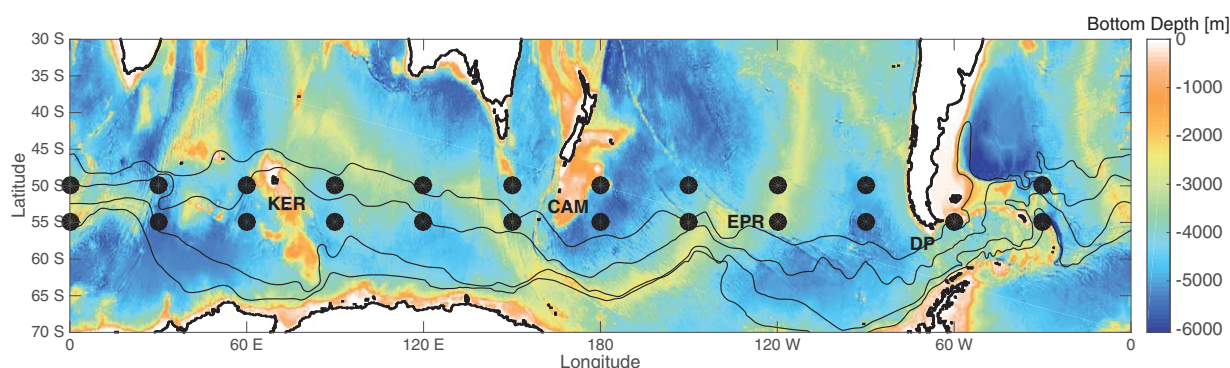 Bottom Depth [m]
30 S
35 S
40 S
45 S
50 S
55 S
60 S
65 S
70 S
Latitude
KER
CAM
EPR
DP
0
-1000
-2000
-3000
-4000
-5000
-6000
0
60 E
120 E
180
120 W
60 W
0
Longitude